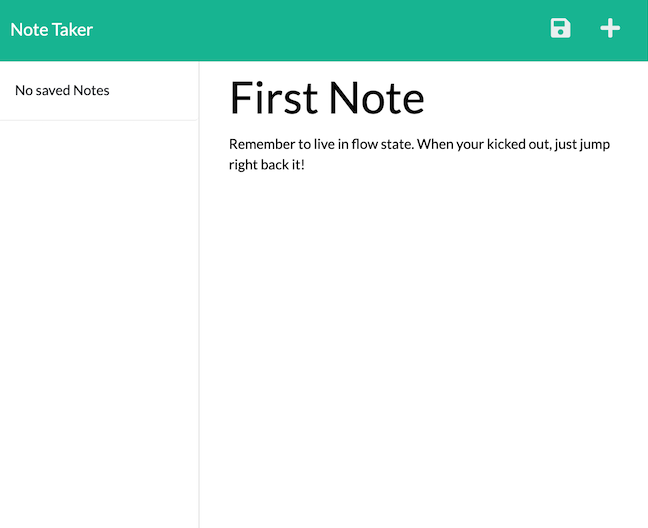 Note Taker
No saved Notes
First Note
Remember to live in flow state. When your kicked out, just jump
right back it!